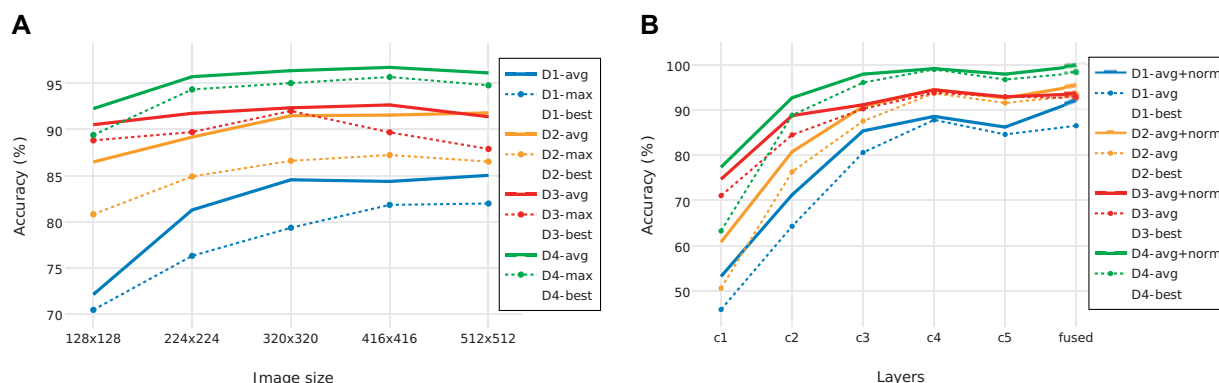 A
Accuracy (%)
95
90
85
80
75
70
128x128
224x224
320x320
416x416
512x512
Image size
D1-avg
D1-max
D1-best
D2-avg
D2-max
D2-best
D3-avg
D3-max
D3-best
D4-avg
D4-max
D4-best
B
Accuracy (%)
100
90
80
70
60
50
c1
c2
c3
c4
c5
fused
Layers
D1-avg+norm
D1-avg
D1-best
D2-avg+norm
D2-avg
D2-best
D3-avg+norm
D3-avg
D3-best
D4-avg+norm
D4-avg
D4-best